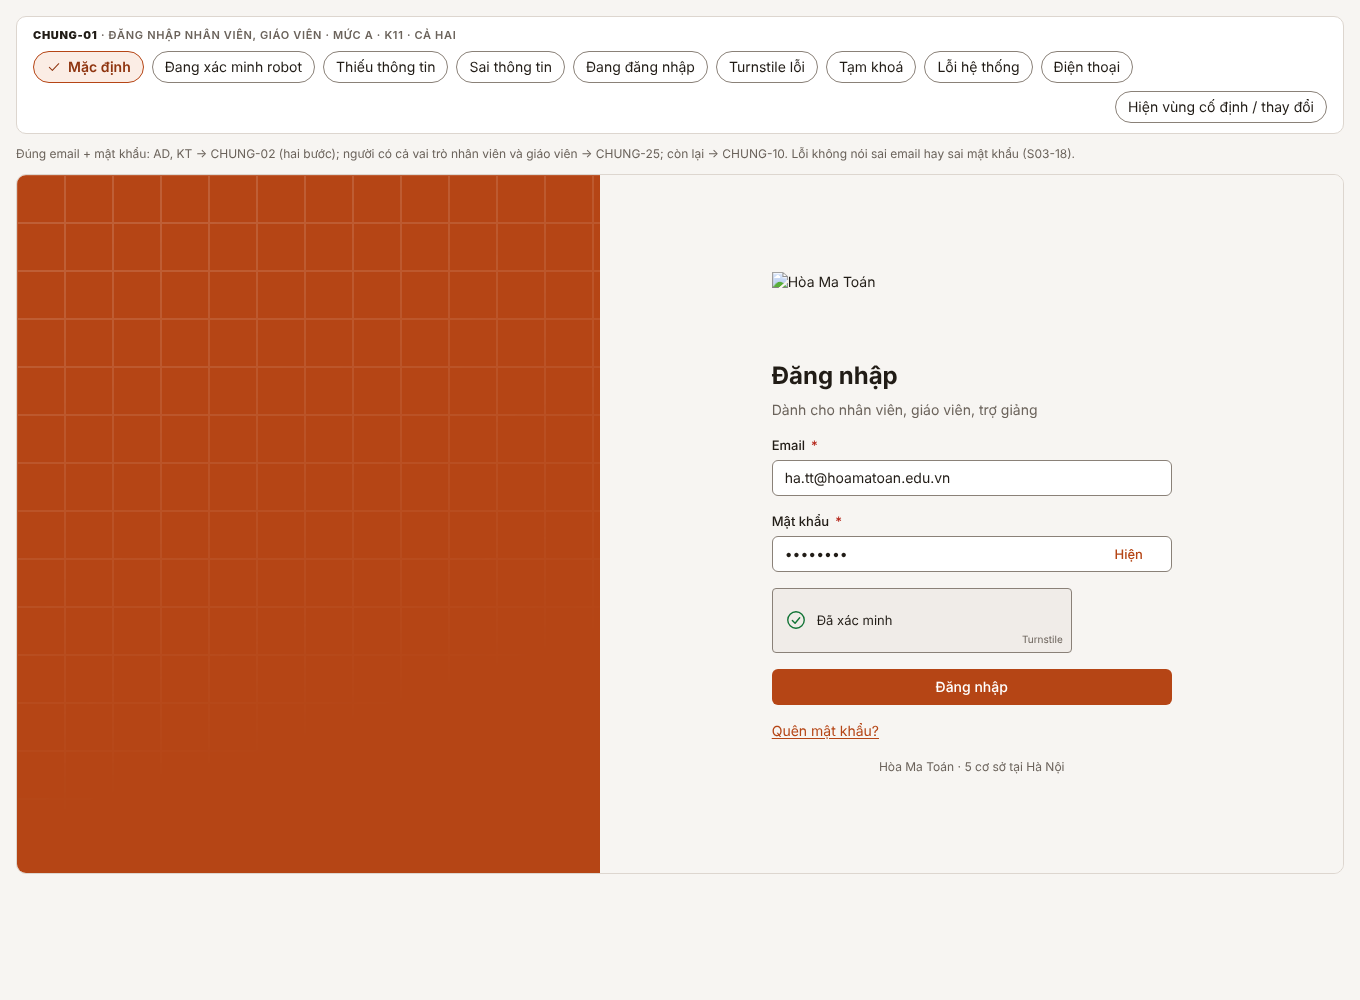 CHUNG-01 · ĐĂNG NHẬP NHÂN VIÊN, GIÁO VIÊN · MỨC A · K11 · CẢ HAI
Mặc định
Đang xác minh robot
Thiếu thông tin
Sai thông tin
Đang đăng nhập
Turnstile lỗi
Tạm khoá
Lỗi hệ thống
Điện thoại
Hiện vùng cố định / thay đổi
Đúng email + mật khẩu: AD, KT → CHUNG-02 (hai bước); người có cả vai trò nhân viên và giáo viên → CHUNG-25; còn lại → CHUNG-10. Lỗi không nói sai email hay sai mật khẩu (S03-18).
Hòa Ma Toán
Đăng nhập
Dành cho nhân viên, giáo viên, trợ giảng
Email *
ha.tt@hoamatoan.edu.vn
Mật khẩu *
Hiện
Đã xác minh
Turnstile
Đăng nhập
Quên mật khẩu?
Hòa Ma Toán · 5 cơ sở tại Hà Nội